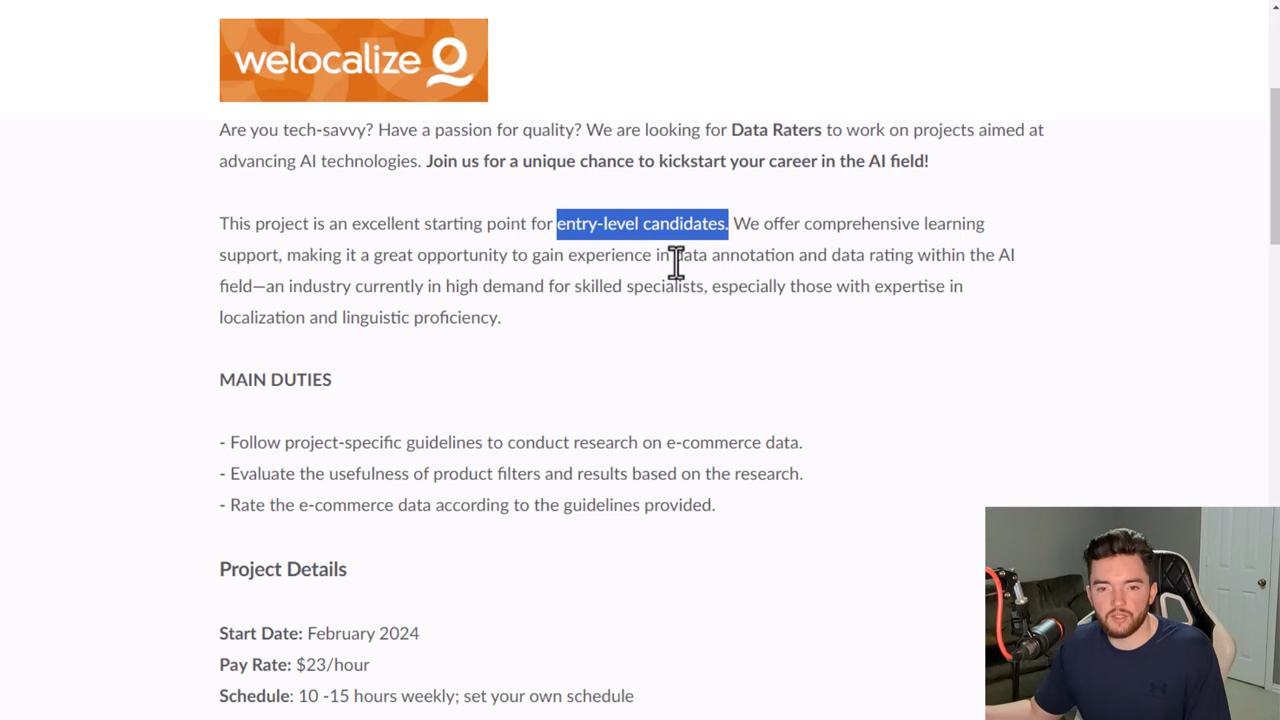 welocalize
Are you tech-savvy? Have a passion for quality? We are looking for Data Raters to work on projects aimed at
advancing AI technologies. Join us for a unique chance to kickstart your career in the AI field!
This project is an excellent starting point for entry-level candidates. We offer comprehensive learning
support, making it a great opportunity to gain experience in data annotation and data rating within the AI
field—an industry currently in high demand for skilled specialists, especially those with expertise in
localization and linguistic proficiency.
MAIN DUTIES
- Follow project-specific guidelines to conduct research on e-commerce data.
- Evaluate the usefulness of product filters and results based on the research.
- Rate the e-commerce data according to the guidelines provided.
Project Details
Start Date: February 2024
Pay Rate: $23/hour
Schedule: 10 -15 hours weekly; set your own schedule